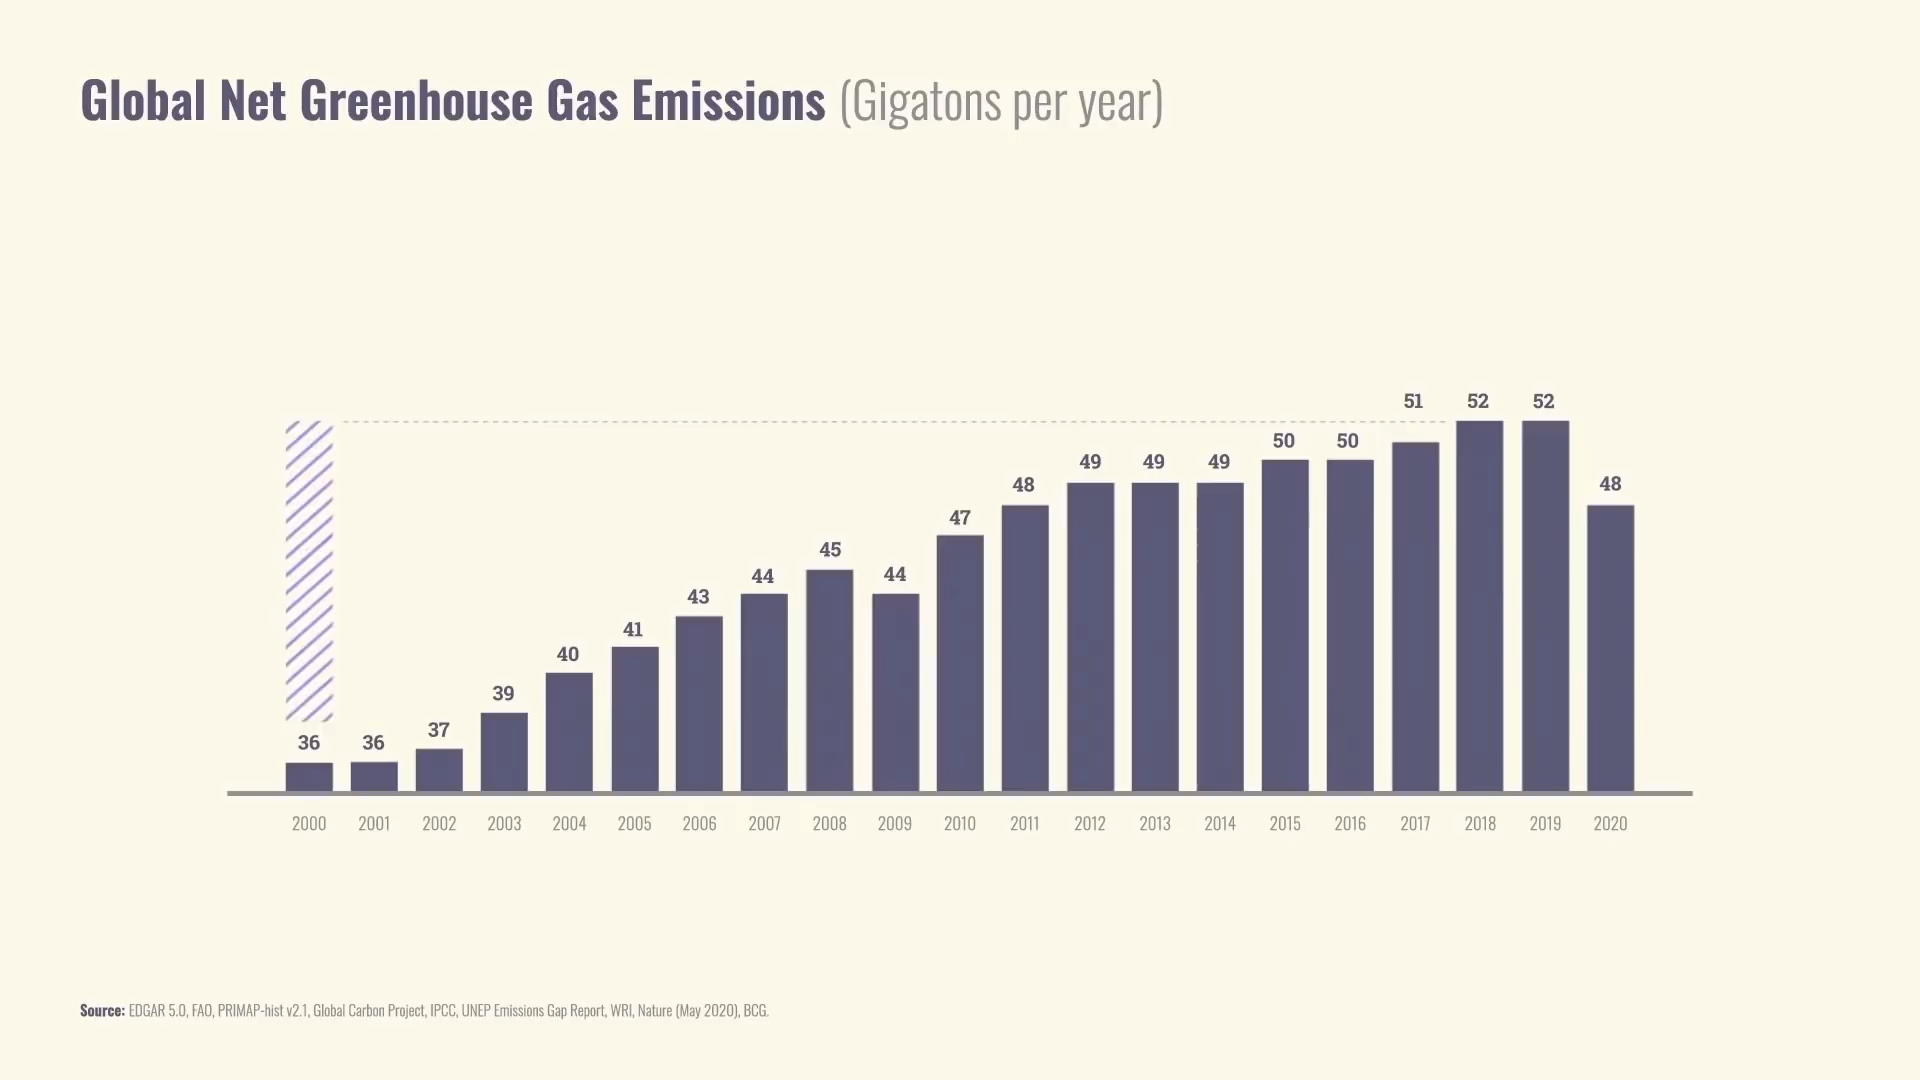 Global Net Greenhouse Gas Emissions (Gigatons per year)
51 52 52
50 50
49 49 49
48 48
47
45
44 44
43
41
40
39
37
36 36
2000 2001 2002 2003 2004 2005 2006 2007 2008 2009 2010 2011 2012 2013 2014 2015 2016 2017 2018 2019 2020
Source: EDGAR 5.0, FAO, PRIMAP-hist v2.1, Global Carbon Project, IPCC, UNEP Emissions Gap Report, WRI, Nature (May 2020), BCG.